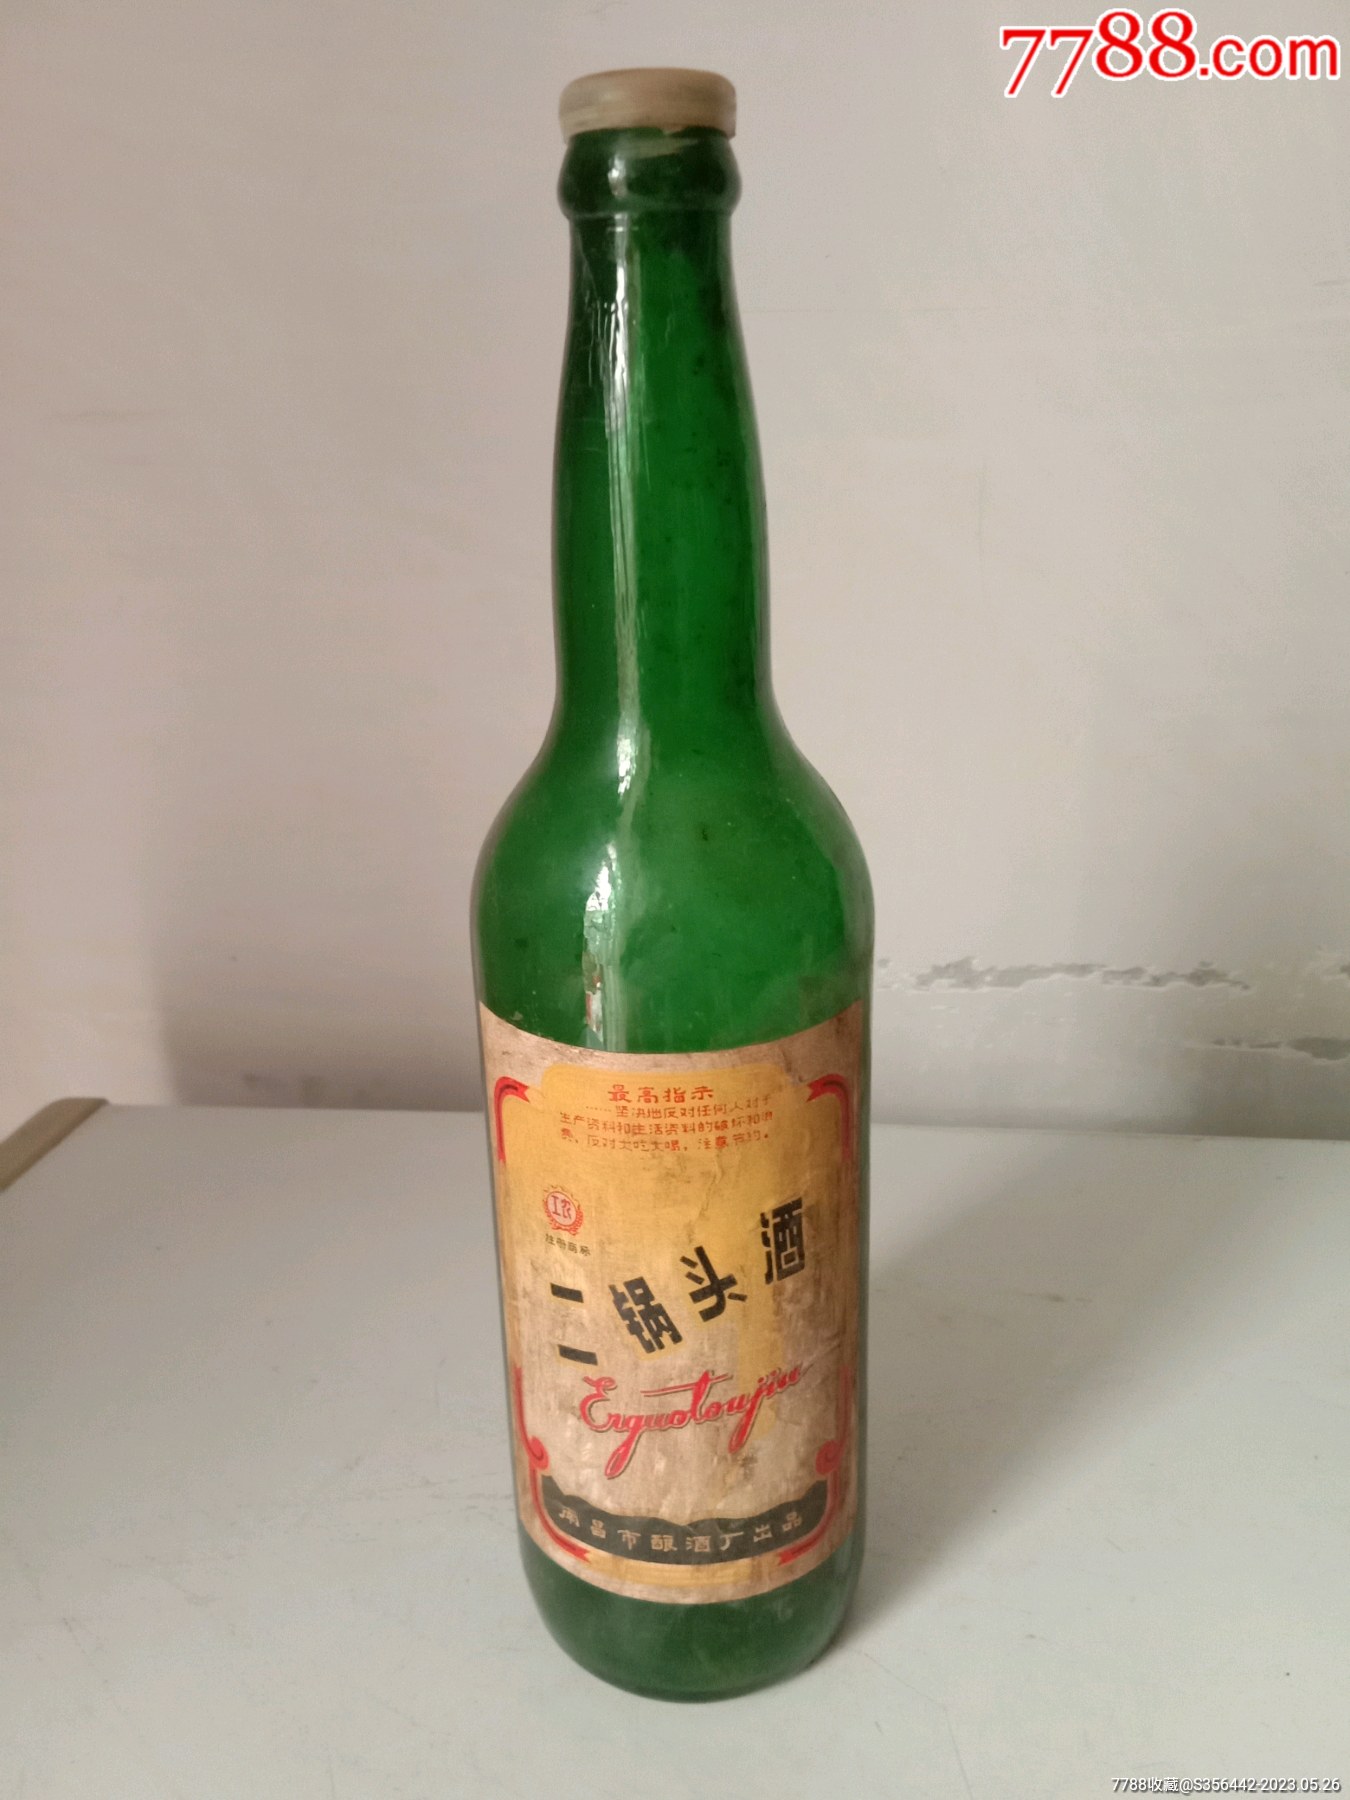 7788.com
最高指示
……坚决地反对任何人对于
生产资料和生活资料的破坏和浪
费，反对大吃大喝，注意节约。
工农
注册商标
二锅头酒
Erguotoujiu
南昌市酿酒厂出品
7788收藏@S356442-2023.05.26